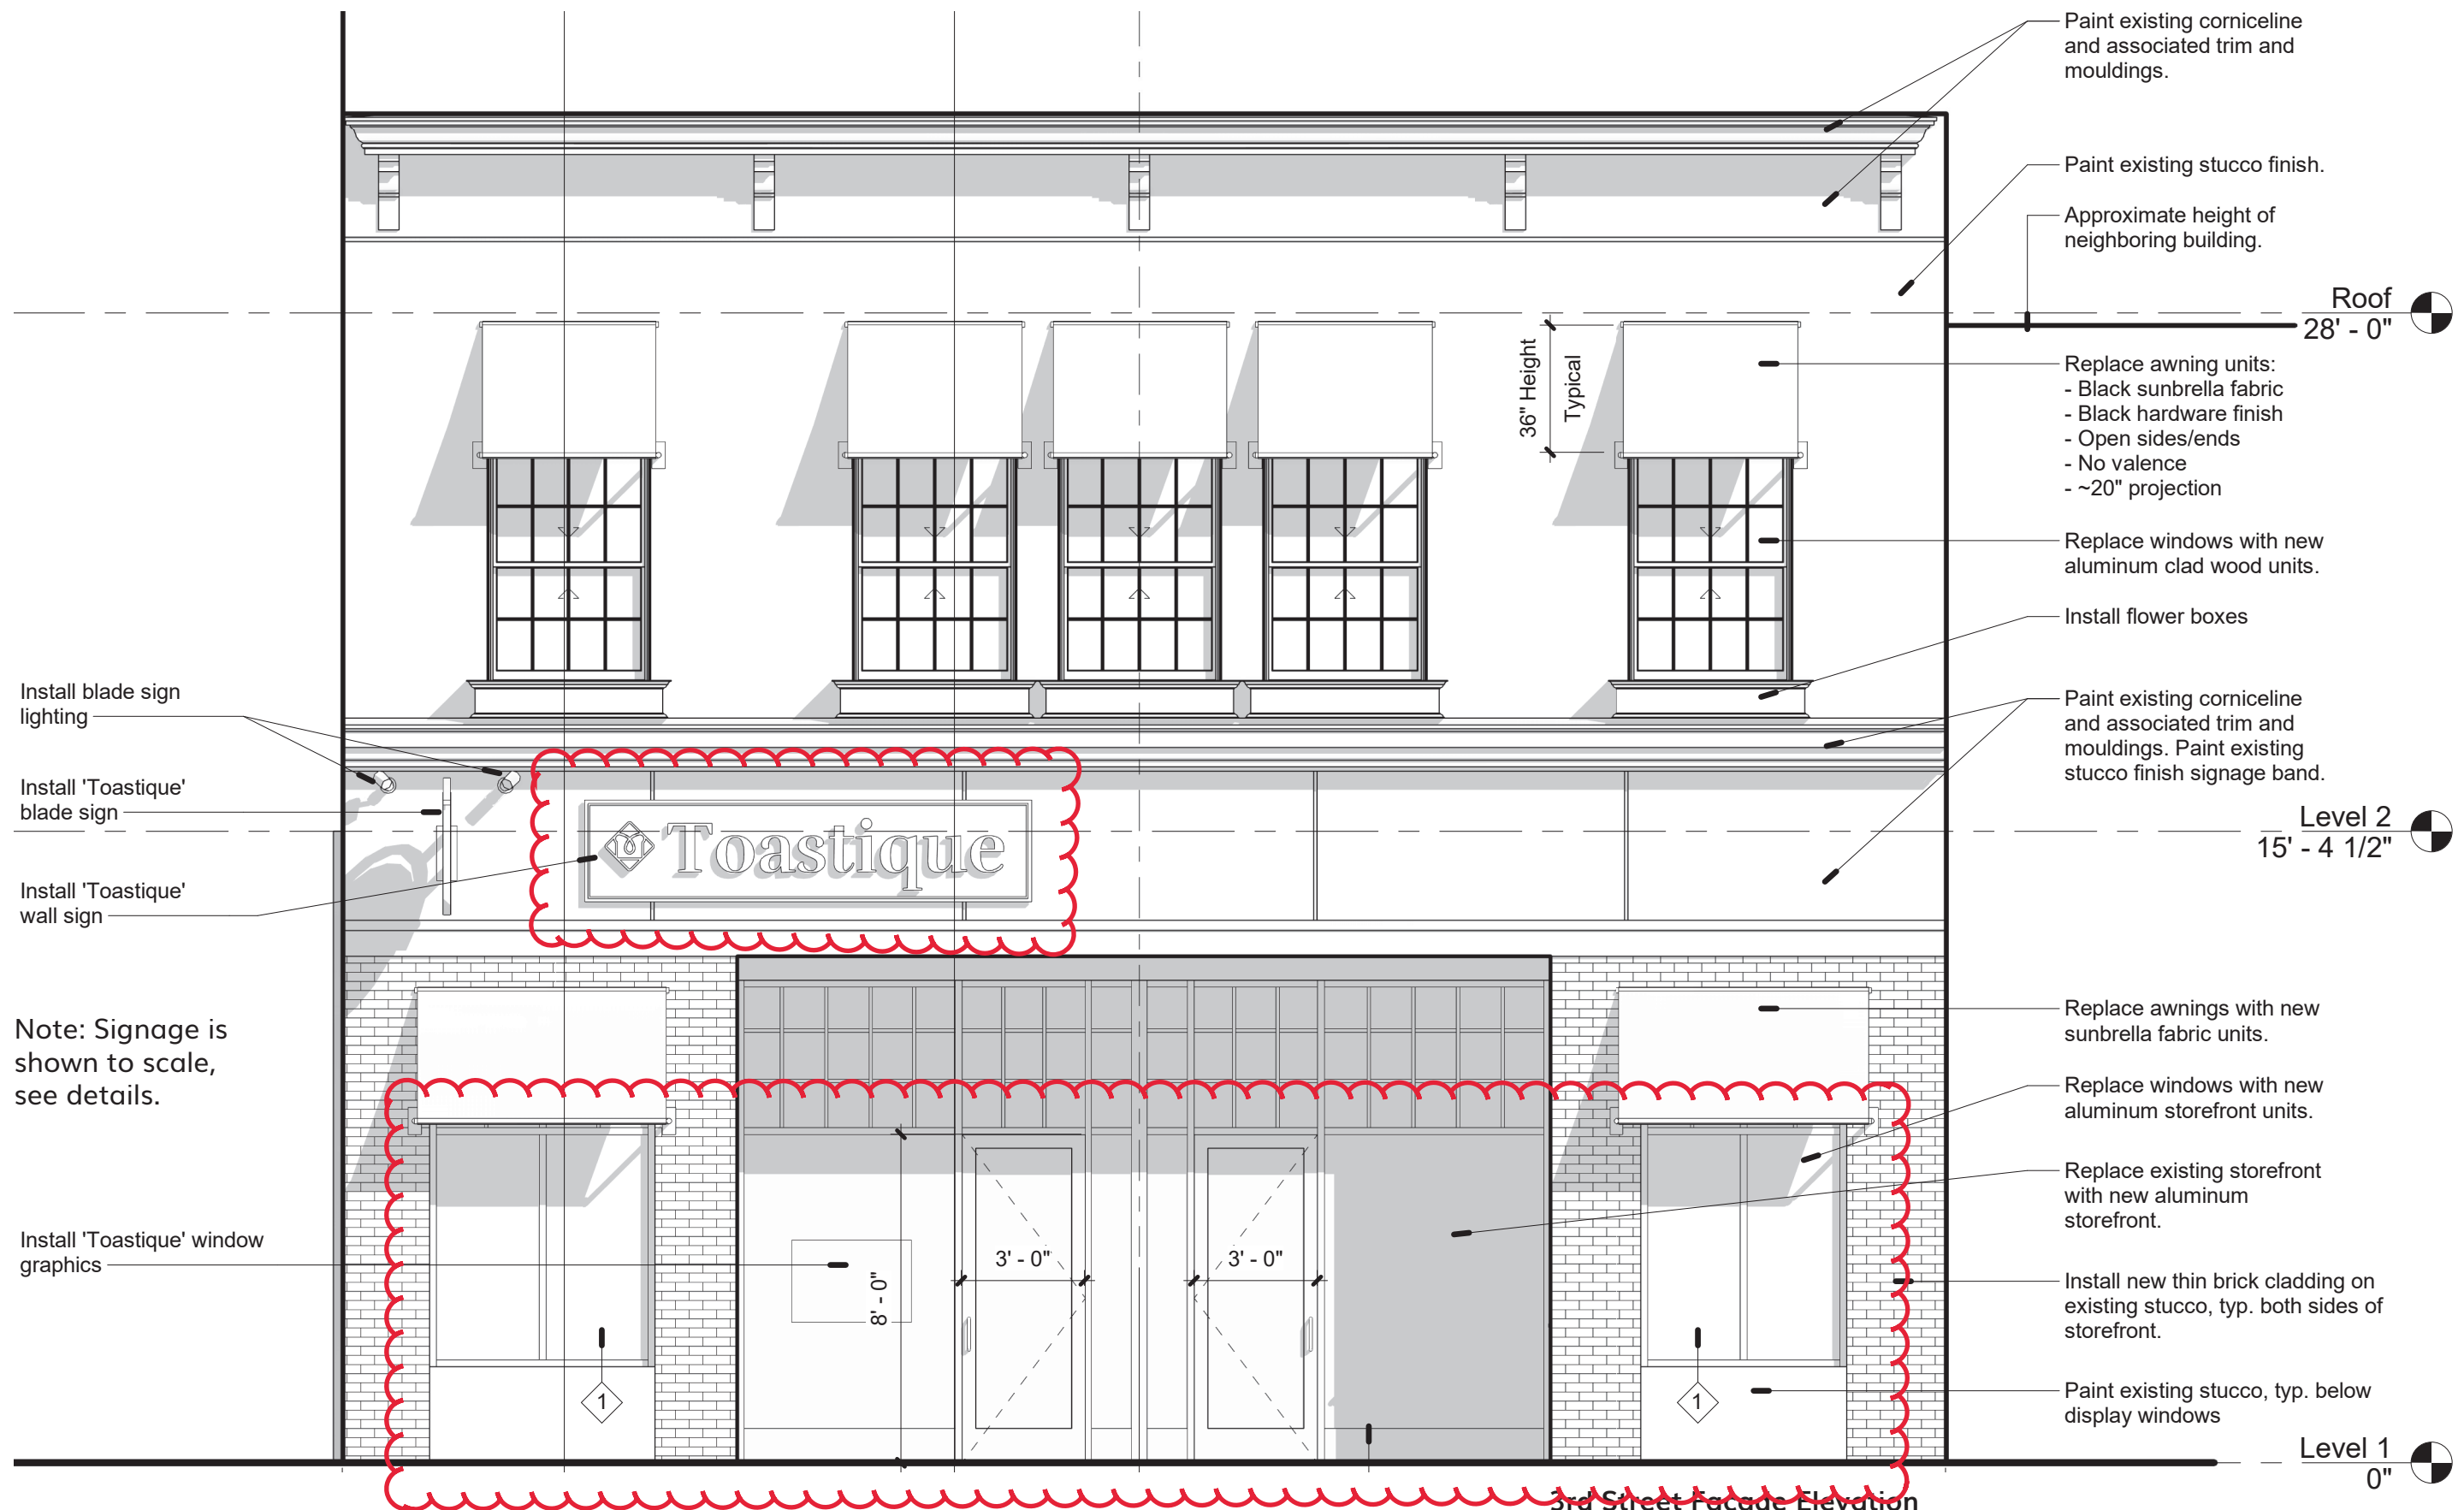 Paint existing corniceline
and associated trim and
mouldings.
Paint existing stucco finish.
Approximate height of
neighboring building.
Roof
28' - 0"
36" Height
Typical
Replace awning units:
- Black sunbrella fabric
- Black hardware finish
- Open sides/ends
- No valence
- ~20" projection
Replace windows with new
aluminum clad wood units.
Install flower boxes
Install blade sign
lighting
Paint existing corniceline
and associated trim and
mouldings. Paint existing
stucco finish signage band.
Install 'Toastique'
blade sign
Level 2
15' - 4 1/2"
Toastique
Install 'Toastique'
wall sign
Note: Signage is
shown to scale,
see details.
Replace awnings with new
sunbrella fabric units.
Replace windows with new
aluminum storefront units.
Replace existing storefront
with new aluminum
storefront.
Install 'Toastique' window
graphics
8' - 0"
3' - 0"
3' - 0"
Install new thin brick cladding on
existing stucco, typ. both sides of
storefront.
1
1
Paint existing stucco, typ. below
display windows
Level 1
0"
3rd Street Facade Elevation